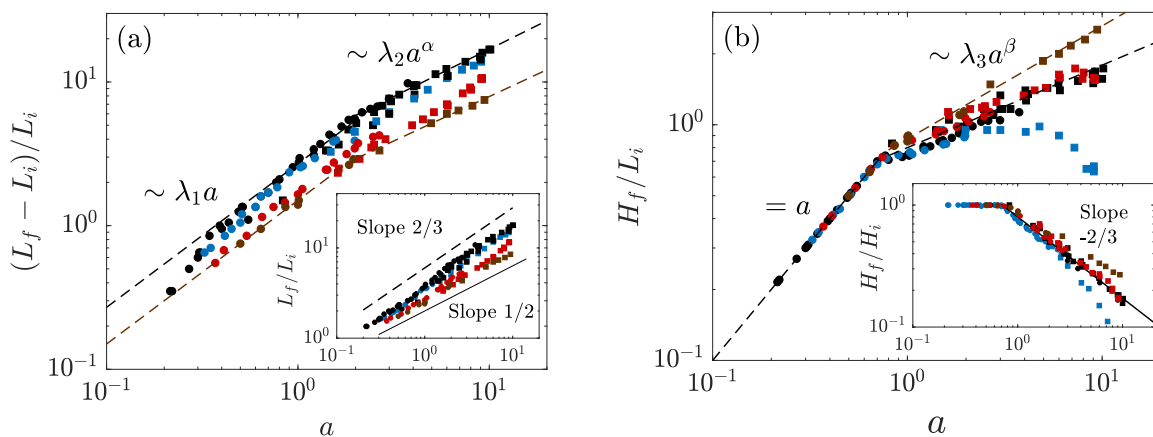 (a)
∼ λ₂a^α
∼ λ₁a
(L_f − L_i)/L_i
10¹
10⁰
10⁻¹
10⁻¹
10⁰
10¹
a
Slope 2/3
Slope 1/2
L_f/L_i
10¹
10⁰
10⁻¹
10⁰
10¹
(b)
∼ λ₃a^β
= a
H_f/L_i
10⁰
10⁻¹
10⁻¹
10⁰
10¹
a
Slope
-2/3
H_f/H_i
10⁰
10⁻¹
10⁻¹
10⁰
10¹